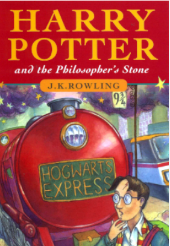 HARRY
POTTER
and the Philosopher's Stone
J.K.ROWLING
9¾
HOGWARTS
EXPRESS